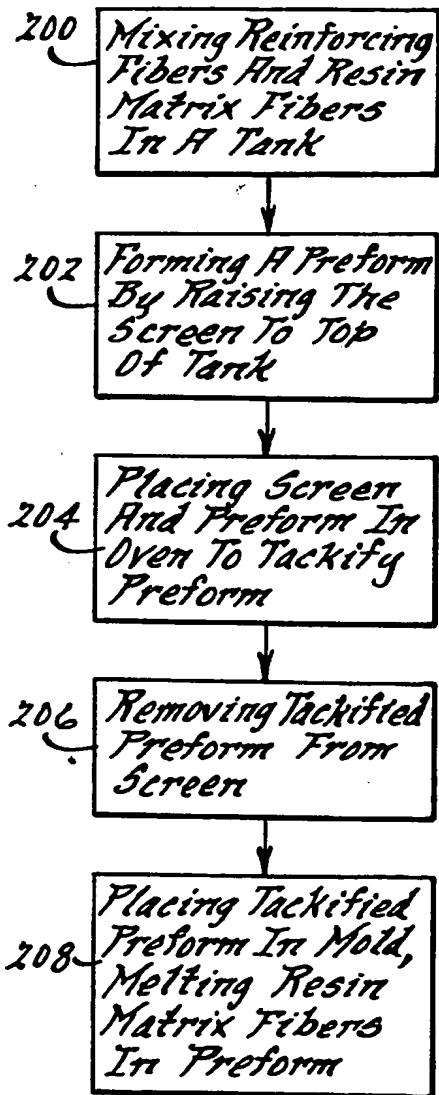 200
Mixing Reinforcing
Fibers And Resin
Matrix Fibers
In A Tank
202
Forming A Preform
By Raising The
Screen To Top
Of Tank
204
Placing Screen
And Preform In
Oven To Tackify
Preform
206
Removing Tackified
Preform From
Screen
208
Placing Tackified
Preform In Mold,
Melting Resin
Matrix Fibers
In Preform